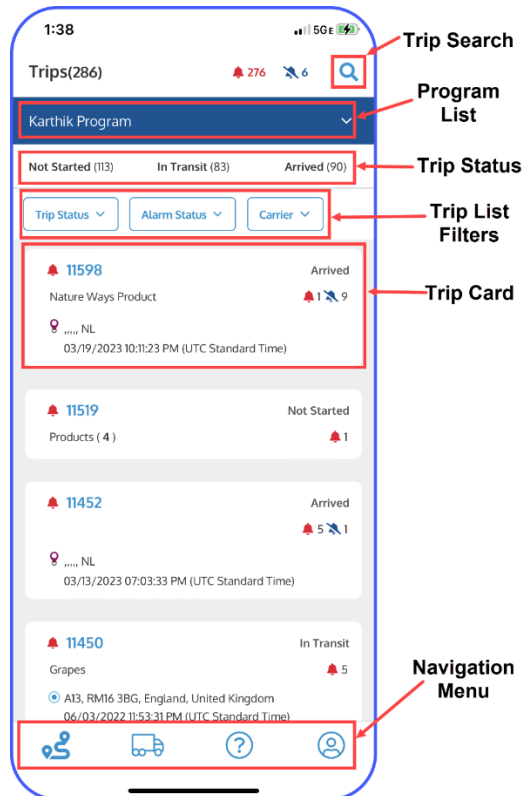 1:38
5G E
Trip Search
Trips(286)
276
6
Program
List
Karthik Program
Not Started (113) In Transit (83) Arrived (90)
Trip Status
Trip Status
Alarm Status
Carrier
Trip List
Filters
11598 Arrived
Nature Ways Product 1 9
Trip Card
,,,,, NL
03/19/2023 10:11:23 PM (UTC Standard Time)
11519 Not Started
Products ( 4 ) 1
11452 Arrived
5 1
,,,,, NL
03/13/2023 07:03:33 PM (UTC Standard Time)
11450 In Transit
Grapes 5
A13, RM16 3BG, England, United Kingdom
06/03/2022 11:53:31 PM (UTC Standard Time)
Navigation
Menu
?